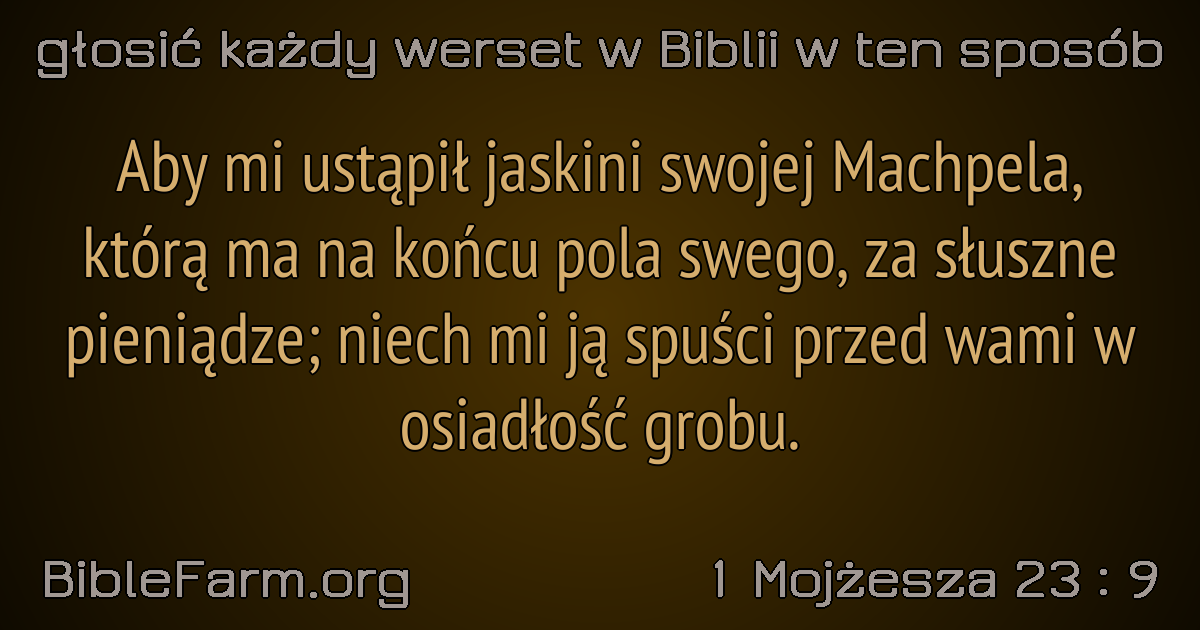 głosić każdy werset w Biblii w ten sposób
Aby mi ustąpił jaskini swojej Machpela,
którą ma na końcu pola swego, za słuszne
pieniądze; niech mi ją spuści przed wami w
osiadłość grobu.
BibleFarm.org
1 Mojżesza 23 : 9